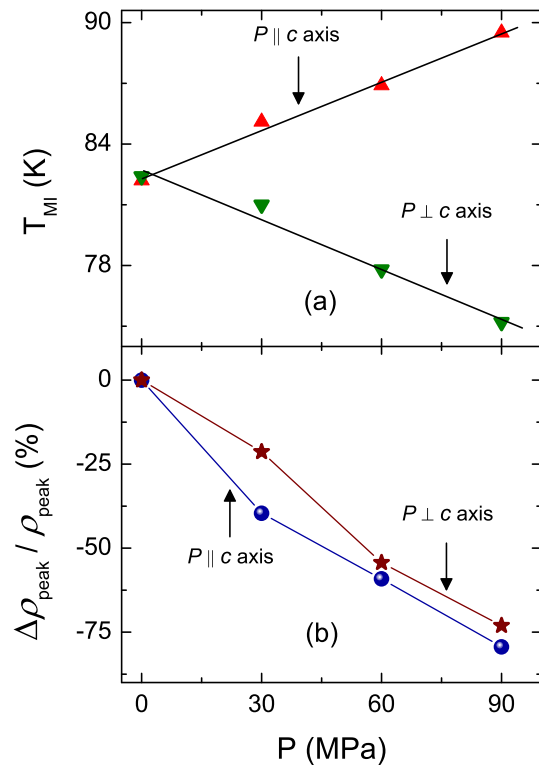 90
P || c axis
84
T_MI (K)
P ⊥ c axis
78
(a)
0
-25
Δρ_peak / ρ_peak (%)
P ⊥ c axis
-50
P || c axis
-75
(b)
0 30 60 90
P (MPa)